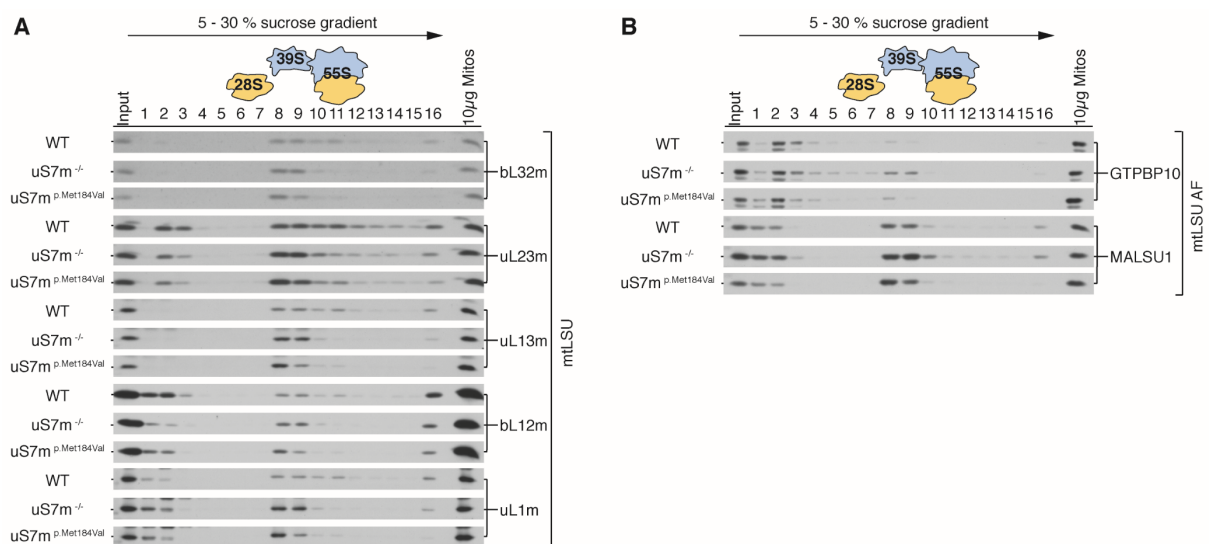 A
5 - 30 % sucrose gradient
28S
39S
55S
Input 1 2 3 4 5 6 7 8 9 10 11 12 13 14 15 16 10µg Mitos
WT
uS7m -/-
uS7m p.Met184Val
bL32m
WT
uS7m -/-
uS7m p.Met184Val
uL23m
WT
uS7m -/-
uS7m p.Met184Val
uL13m
WT
uS7m -/-
uS7m p.Met184Val
bL12m
WT
uS7m -/-
uS7m p.Met184Val
uL1m
mtLSU
B
5 - 30 % sucrose gradient
28S
39S
55S
Input 1 2 3 4 5 6 7 8 9 10 11 12 13 14 15 16 10µg Mitos
WT
uS7m -/-
uS7m p.Met184Val
GTPBP10
WT
uS7m -/-
uS7m p.Met184Val
MALSU1
mtLSU AF